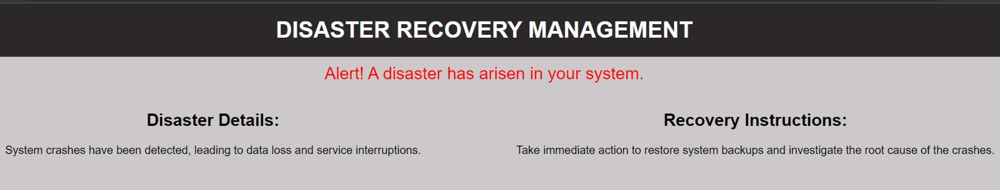 DISASTER RECOVERY MANAGEMENT
Alert! A disaster has arisen in your system.
Disaster Details:
System crashes have been detected, leading to data loss and service interruptions.
Recovery Instructions:
Take immediate action to restore system backups and investigate the root cause of the crashes.